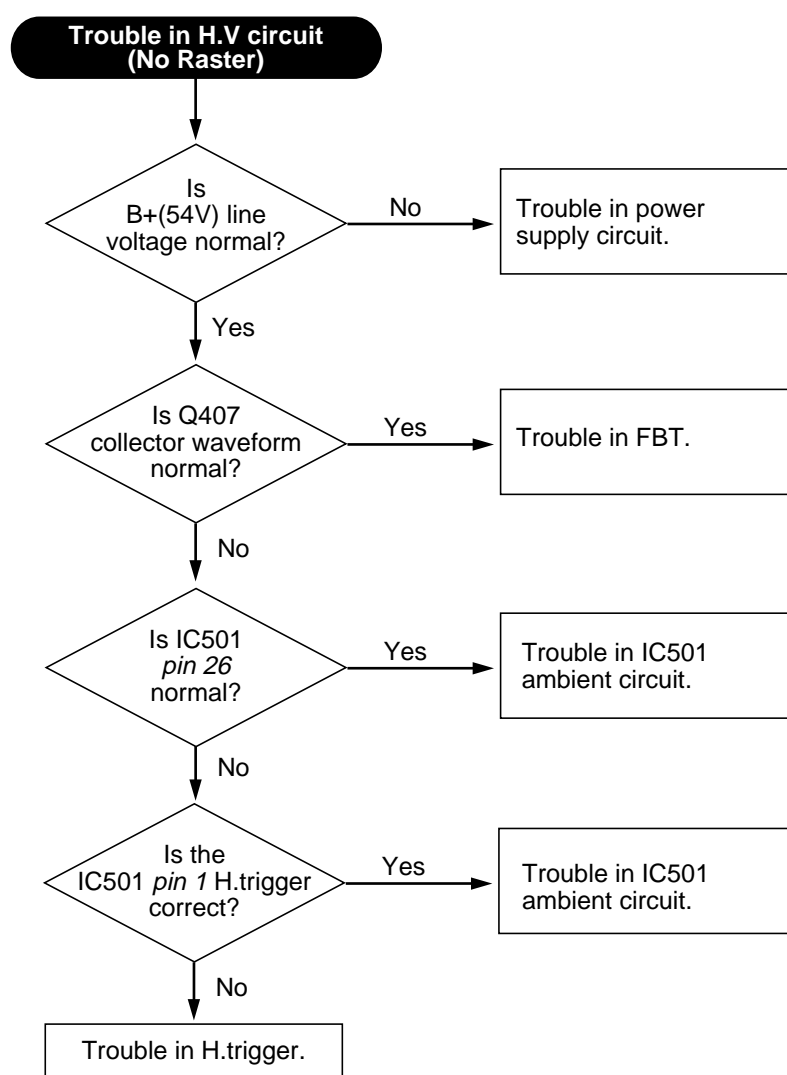 Trouble in H.V circuit
(No Raster)
Is
B+(54V) line
voltage normal?
No
Trouble in power
supply circuit.
Yes
Is Q407
collector waveform
normal?
Yes
Trouble in FBT.
No
Is IC501
pin 26
normal?
Yes
Trouble in IC501
ambient circuit.
No
Is the
IC501 pin 1 H.trigger
correct?
Yes
Trouble in IC501
ambient circuit.
No
Trouble in H.trigger.